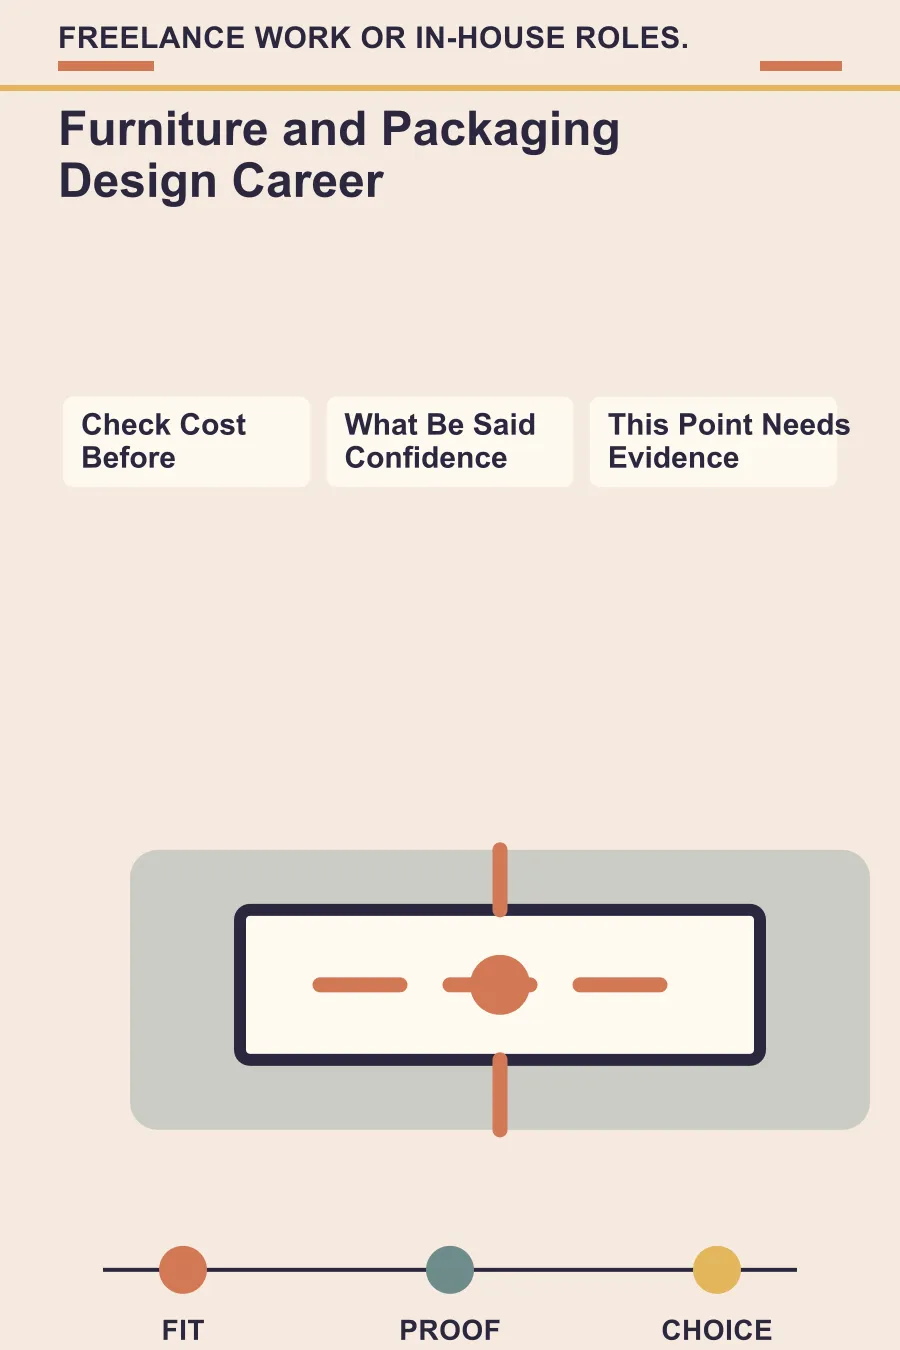 FREELANCE WORK OR IN-HOUSE ROLES.
Furniture and Packaging
Design Career
Check Cost
Before
What Be Said
Confidence
This Point Needs
Evidence
FIT
PROOF
CHOICE